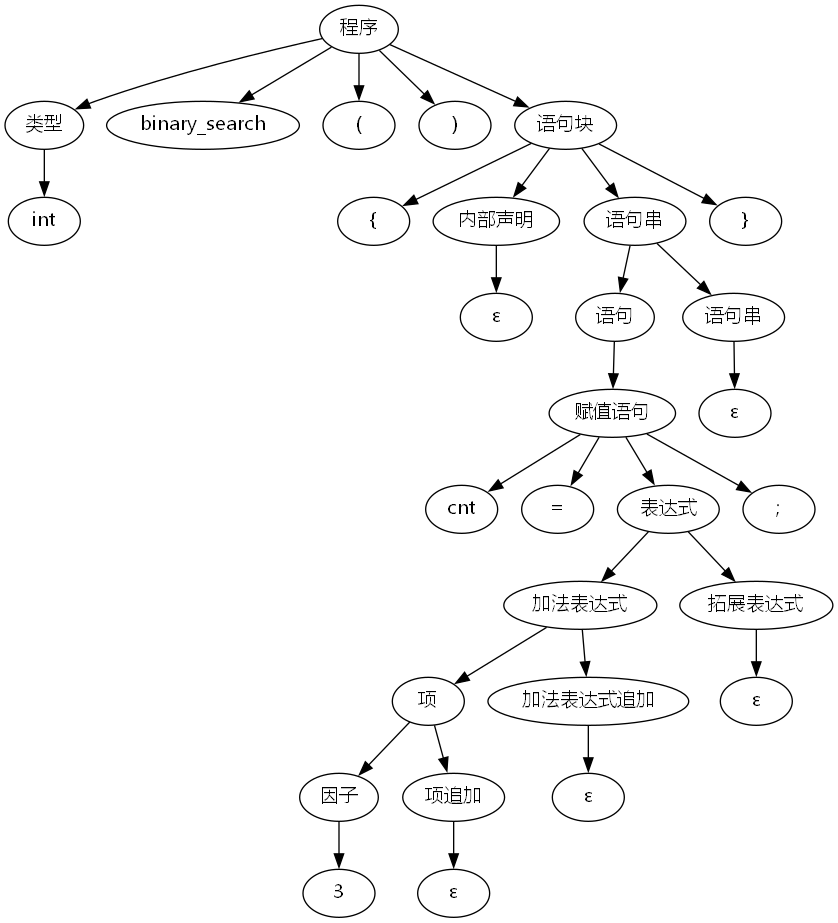 程序
类型 binary_search ( ) 语句块
int { 内部声明 语句串 }
ε 语句 语句串
赋值语句 ε
cnt = 表达式 ;
加法表达式 拓展表达式
项 加法表达式追加 ε
因子 项追加 ε
3 ε